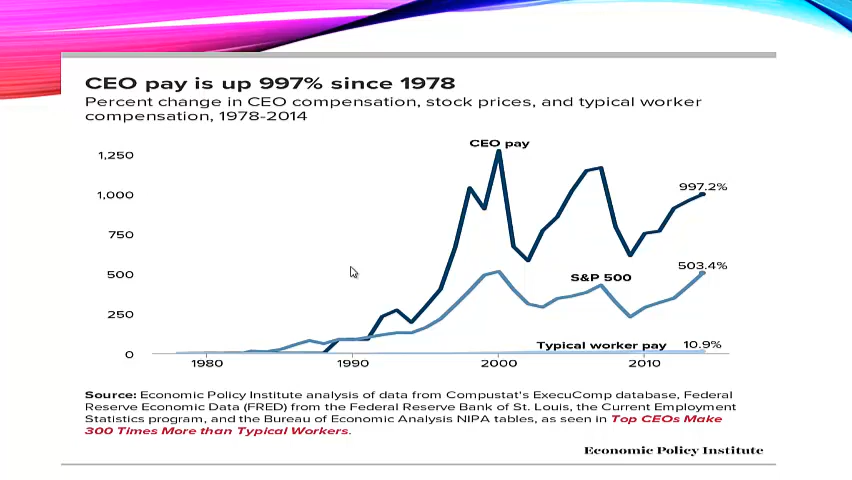 CEO pay is up 997% since 1978
Percent change in CEO compensation, stock prices, and typical worker
compensation, 1978-2014
CEO pay
1,250
1,000
997.2%
750
500
503.4%
S&P 500
250
Typical worker pay 10.9%
0
1980 1990 2000 2010
Source: Economic Policy Institute analysis of data from Compustat's ExecuComp database, Federal
Reserve Economic Data (FRED) from the Federal Reserve Bank of St. Louis, the Current Employment
Statistics program, and the Bureau of Economic Analysis NIPA tables, as seen in Top CEOs Make
300 Times More than Typical Workers.
Economic Policy Institute